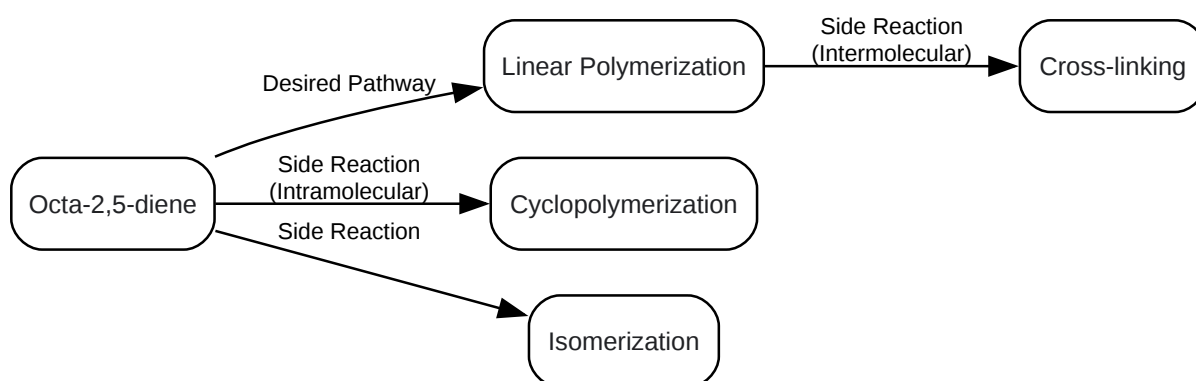 Octa-2,5-diene
Desired Pathway
Linear Polymerization
Side Reaction
(Intermolecular)
Cross-linking
Side Reaction
(Intramolecular)
Cyclopolymerization
Side Reaction
Isomerization